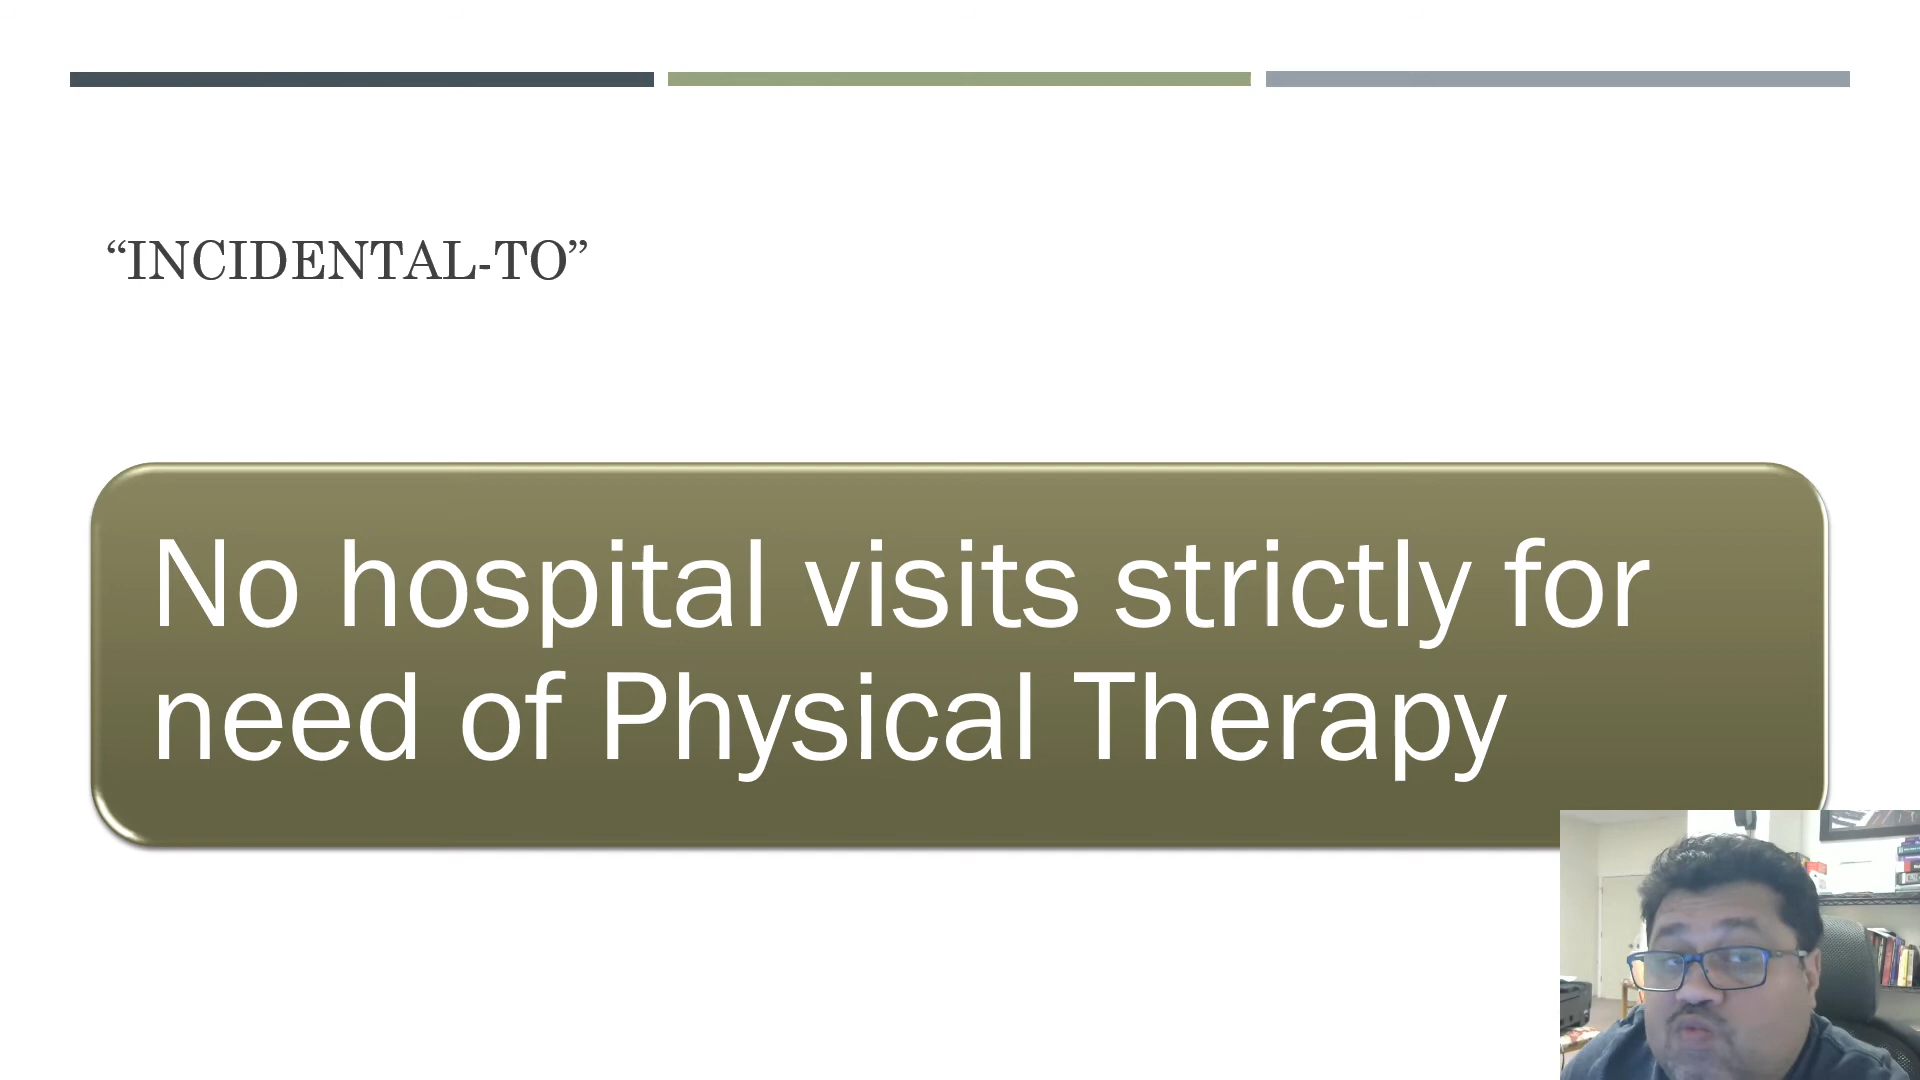 “INCIDENTAL-TO”
No hospital visits strictly for
need of Physical Therapy